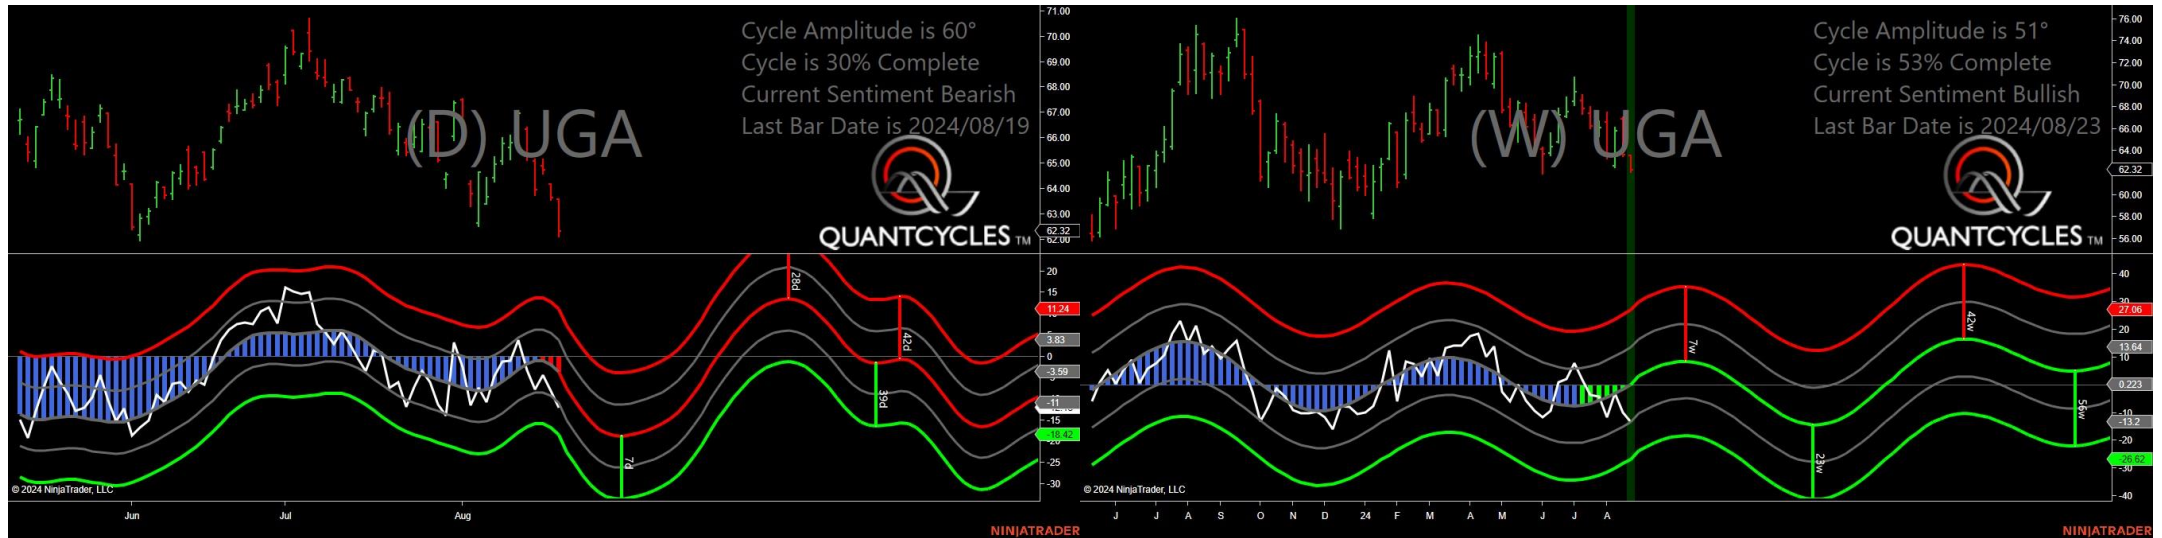 Cycle Amplitude is 60°
Cycle is 30% Complete
Current Sentiment Bearish
Last Bar Date is 2024/08/19
(D) UGA
QUANTCYCLES TM
71.00
70.00
69.00
68.00
67.00
66.00
65.00
64.00
63.00
62.32
62.00
20
15
11.24
3.83
0
-3.59
-11
-15
-18.42
-25
-30
28d
42d
39d
7d
© 2024 NinjaTrader, LLC
Jun
Jul
Aug
NINJATRADER
Cycle Amplitude is 51°
Cycle is 53% Complete
Current Sentiment Bullish
Last Bar Date is 2024/08/23
(W) UGA
QUANTCYCLES TM
76.00
74.00
72.00
70.00
68.00
66.00
64.00
62.32
60.00
58.00
56.00
40
27.06
20
13.64
10
0.223
-10
-13.2
-20
-26.62
-30
-40
7w
42w
23w
56w
© 2024 NinjaTrader, LLC
J J A S O N D 24 F M A M J J A
NINJATRADER